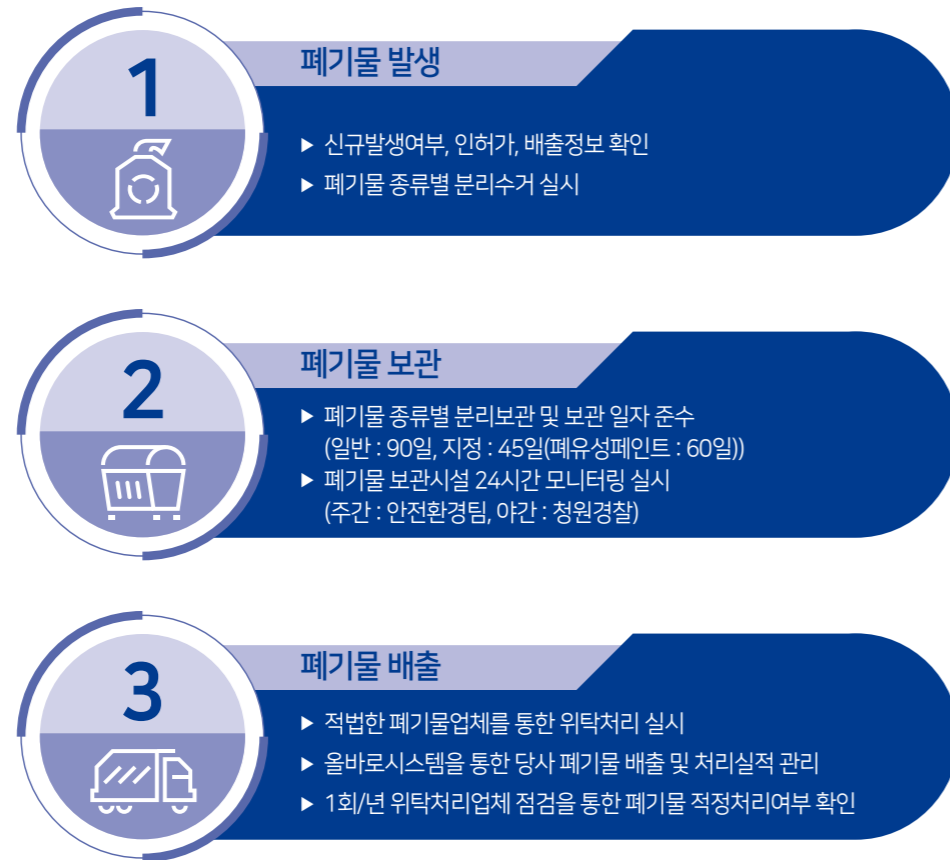 1
폐기물 발생
▶ 신규발생여부, 인허가, 배출정보 확인
▶ 폐기물 종류별 분리수거 실시
2
폐기물 보관
▶ 폐기물 종류별 분리보관 및 보관 일자 준수
(일반 : 90일, 지정 : 45일(폐유성페인트 : 60일))
▶ 폐기물 보관시설 24시간 모니터링 실시
(주간 : 안전환경팀, 야간 : 청원경찰)
3
폐기물 배출
▶ 적법한 폐기물업체를 통한 위탁처리 실시
▶ 올바로시스템을 통한 당사 폐기물 배출 및 처리실적 관리
▶ 1회/년 위탁처리업체 점검을 통한 폐기물 적정처리여부 확인